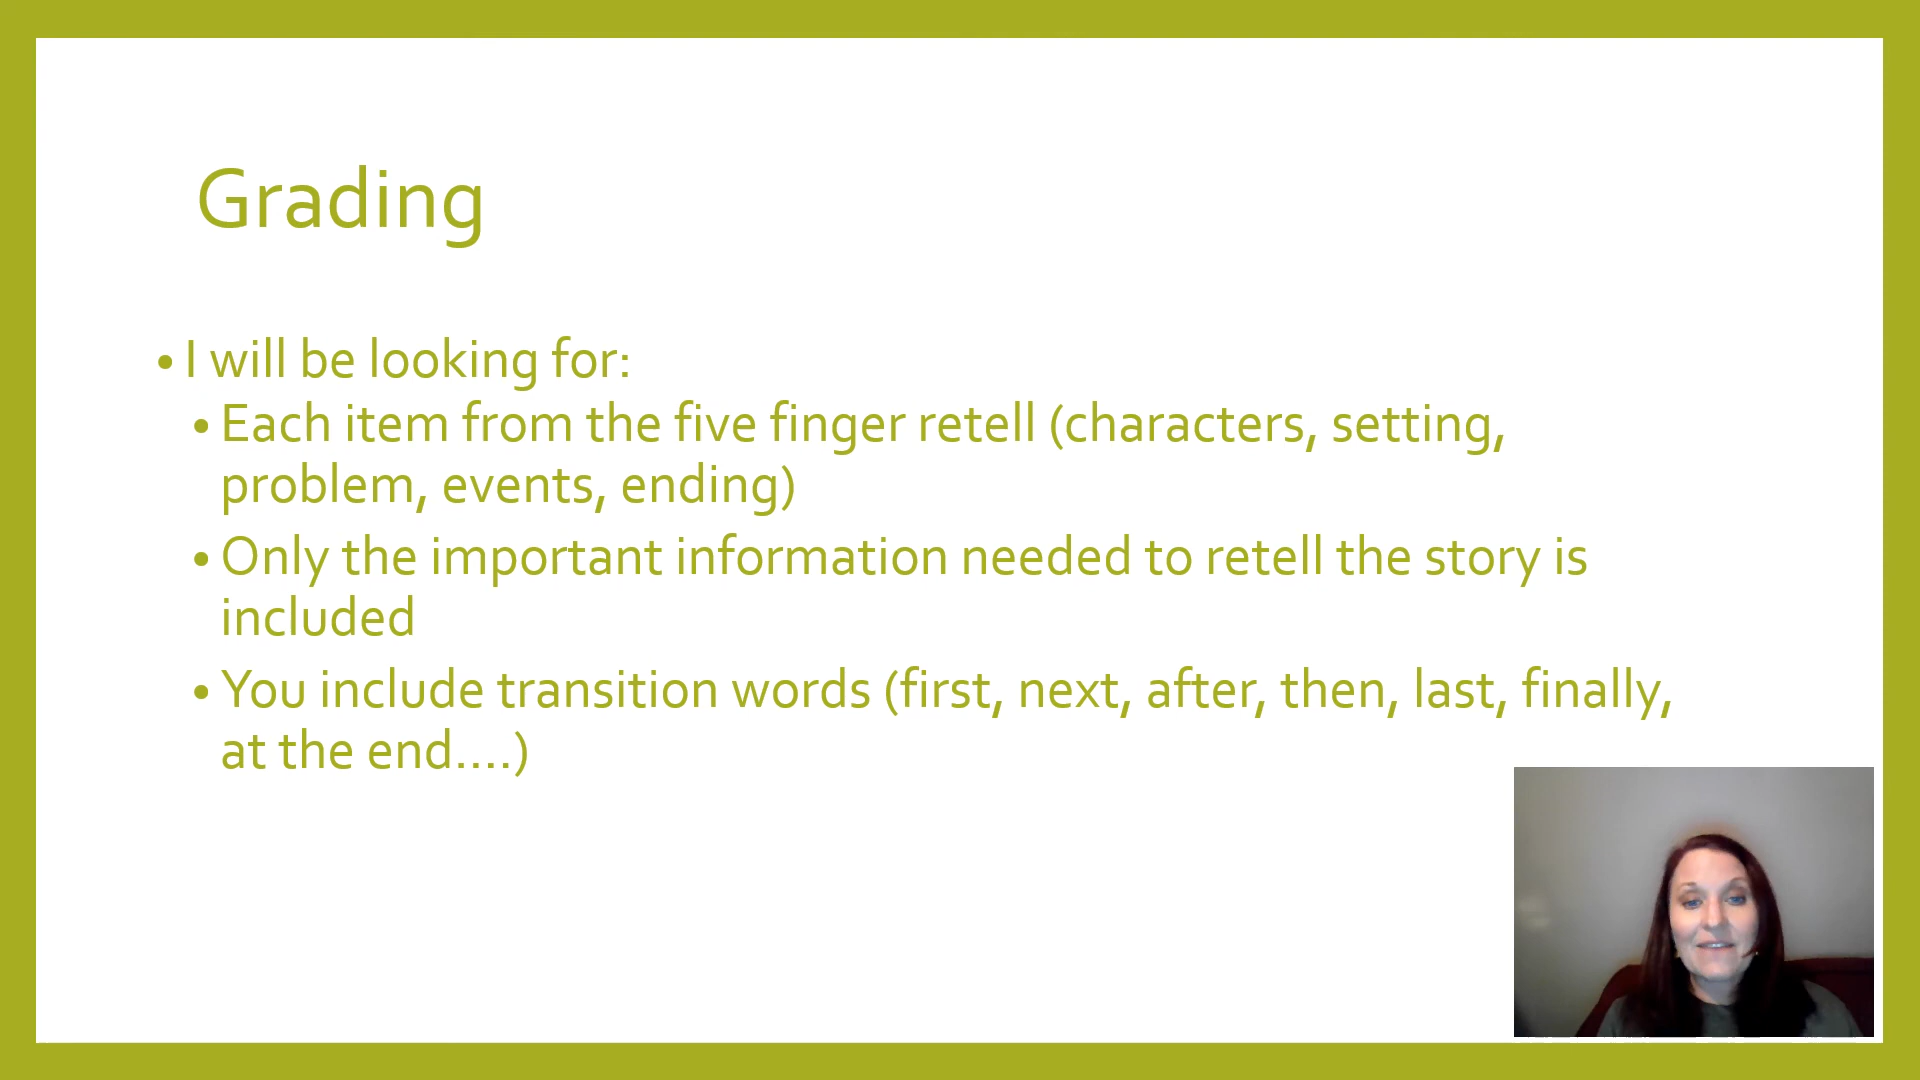 Grading
• I will be looking for:
• Each item from the five finger retell (characters, setting,
problem, events, ending)
• Only the important information needed to retell the story is
included
• You include transition words (first, next, after, then, last, finally,
at the end....)